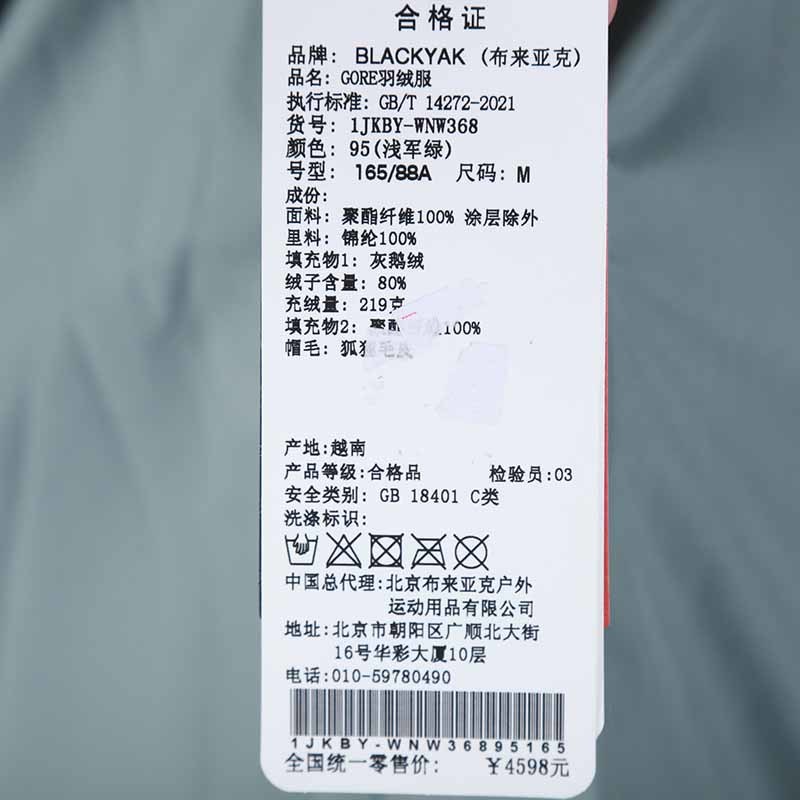 合格证
品牌： BLACKYAK (布来亚克)
品名：GORE羽绒服
执行标准：GB/T 14272-2021
货号：1JKBY-WNW368
颜色：95(浅军绿)
号型： 165/88A 尺码：M
成份：
面料：聚酯纤维100% 涂层除外
里料：锦纶100%
填充物1：灰鹅绒
绒子含量：80%
充绒量：219克
填充物2：聚酯 100%
帽毛：狐 毛皮
产地:越南
产品等级:合格品 检验员:03
安全类别：GB 18401 C类
洗涤标识：
中国总代理:北京布来亚克户外
运动用品有限公司
地址:北京市朝阳区广顺北大街
16号华彩大厦10层
电话:010-59780490
1JKBY-WNW36895165
全国统一零售价： ￥4598元